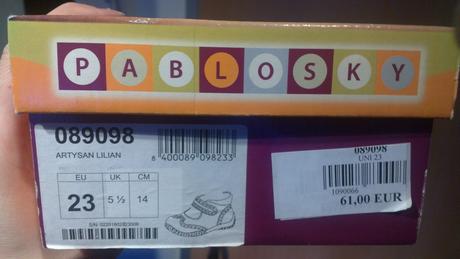 PABLOSKY
089098
ARTYSAN LILIAN
8 400089 098233
EU UK CM
23 5 ½ 14
089098
UNI 23
1090066
61,00 EUR